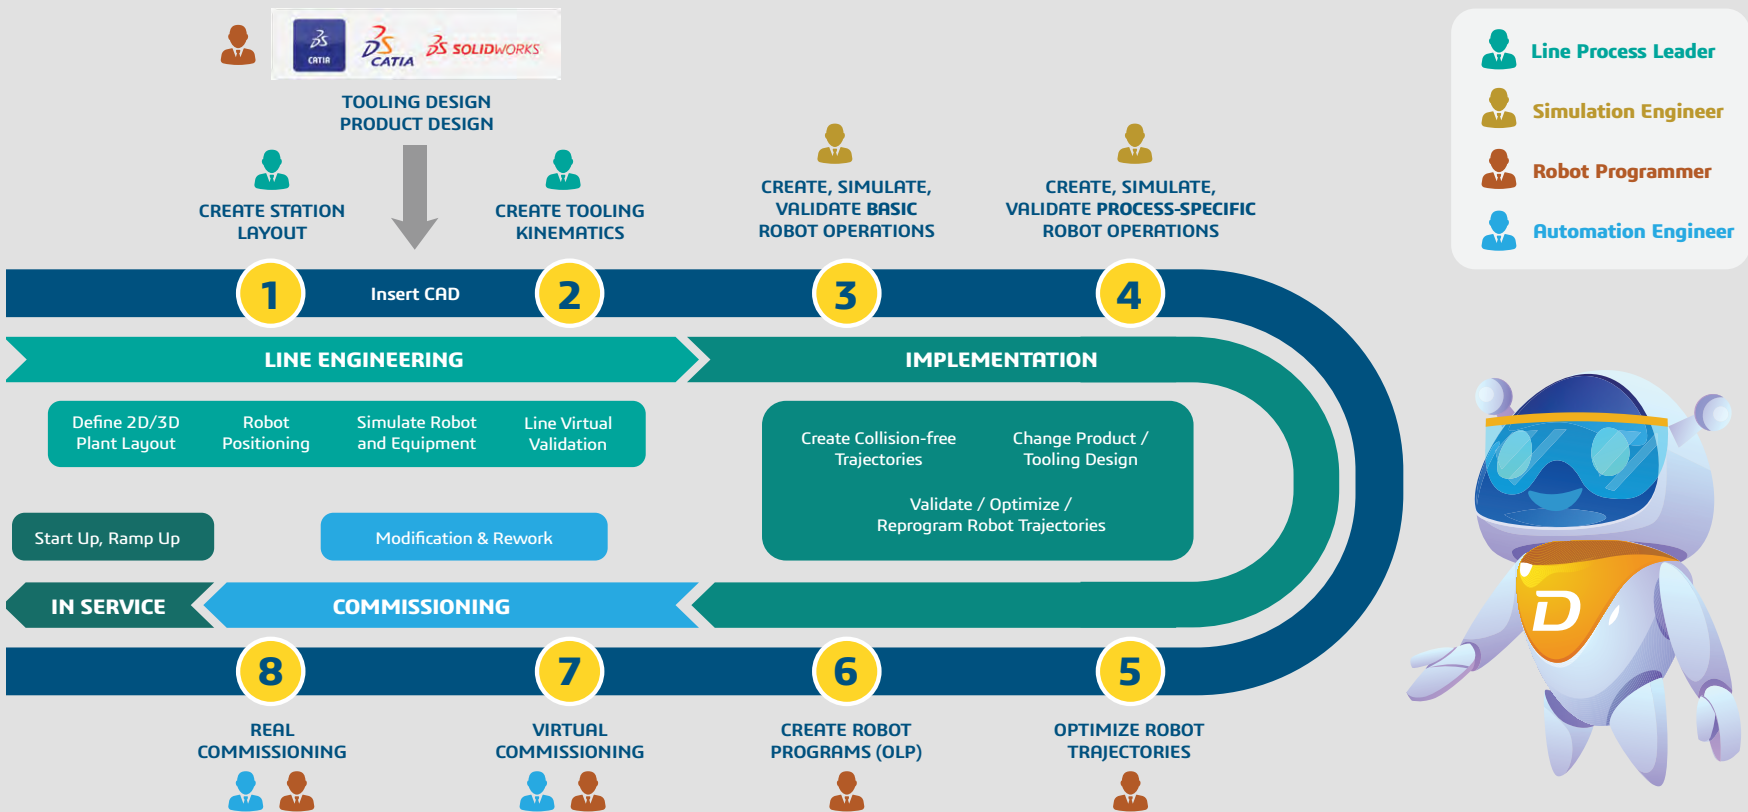 CATIA
CATIA
SOLIDWORKS
TOOLING DESIGN
PRODUCT DESIGN
Line Process Leader
Simulation Engineer
Robot Programmer
Automation Engineer
CREATE STATION
LAYOUT
CREATE TOOLING
KINEMATICS
CREATE, SIMULATE,
VALIDATE BASIC
ROBOT OPERATIONS
CREATE, SIMULATE,
VALIDATE PROCESS-SPECIFIC
ROBOT OPERATIONS
1
Insert CAD
2
3
4
LINE ENGINEERING
IMPLEMENTATION
Define 2D/3D
Plant Layout
Robot
Positioning
Simulate Robot
and Equipment
Line Virtual
Validation
Create Collision-free
Trajectories
Change Product /
Tooling Design
Validate / Optimize /
Reprogram Robot Trajectories
Start Up, Ramp Up
Modification & Rework
IN SERVICE
COMMISSIONING
8
7
6
5
REAL
COMMISSIONING
VIRTUAL
COMMISSIONING
CREATE ROBOT
PROGRAMS (OLP)
OPTIMIZE ROBOT
TRAJECTORIES
D